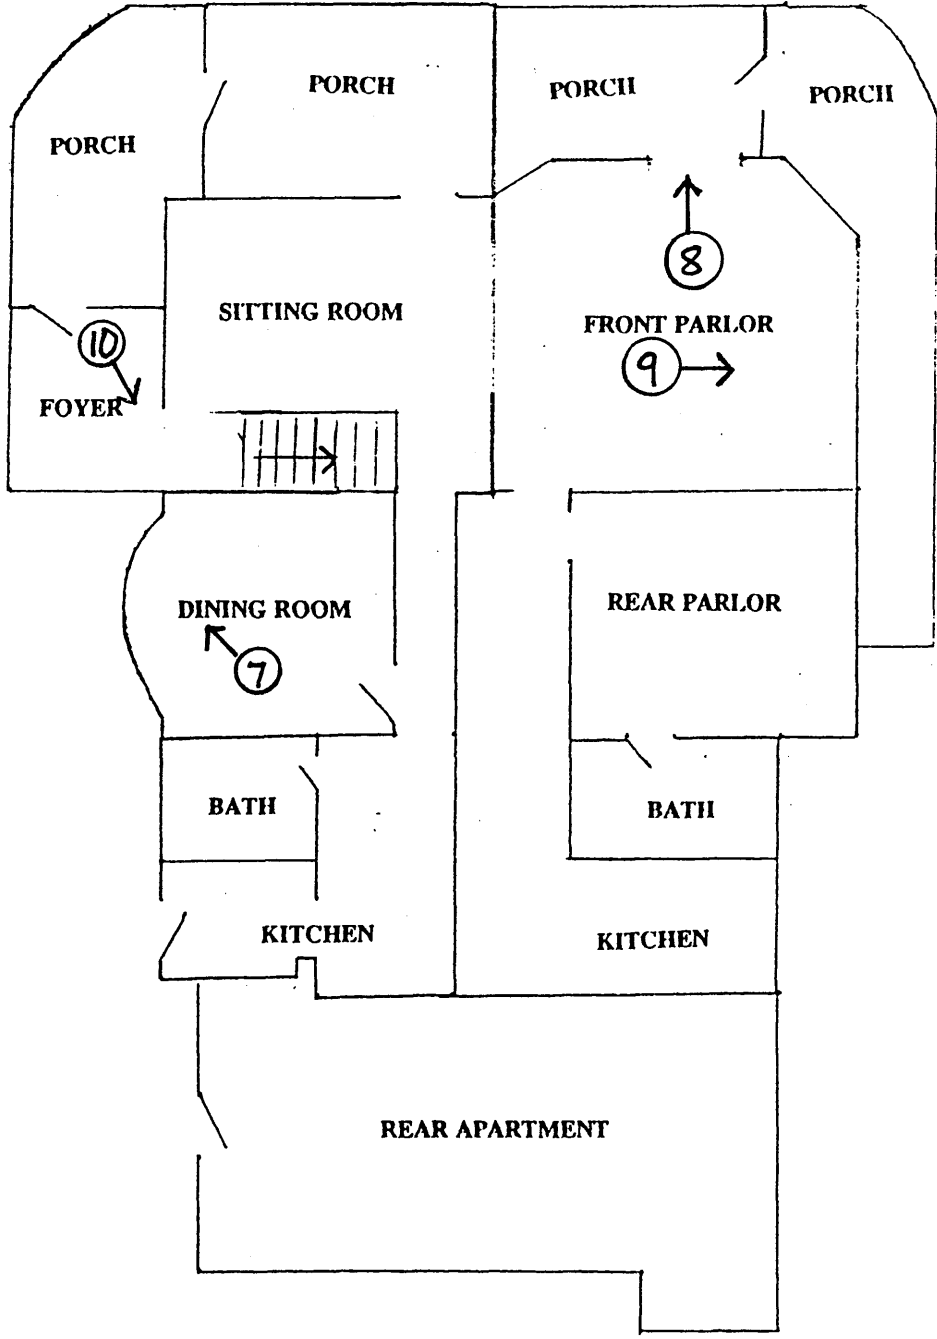 PORCH
PORCH
PORCH
PORCH
8
SITTING ROOM
FRONT PARLOR
10
9
FOYER
DINING ROOM
REAR PARLOR
7
BATH
BATH
KITCHEN
KITCHEN
REAR APARTMENT